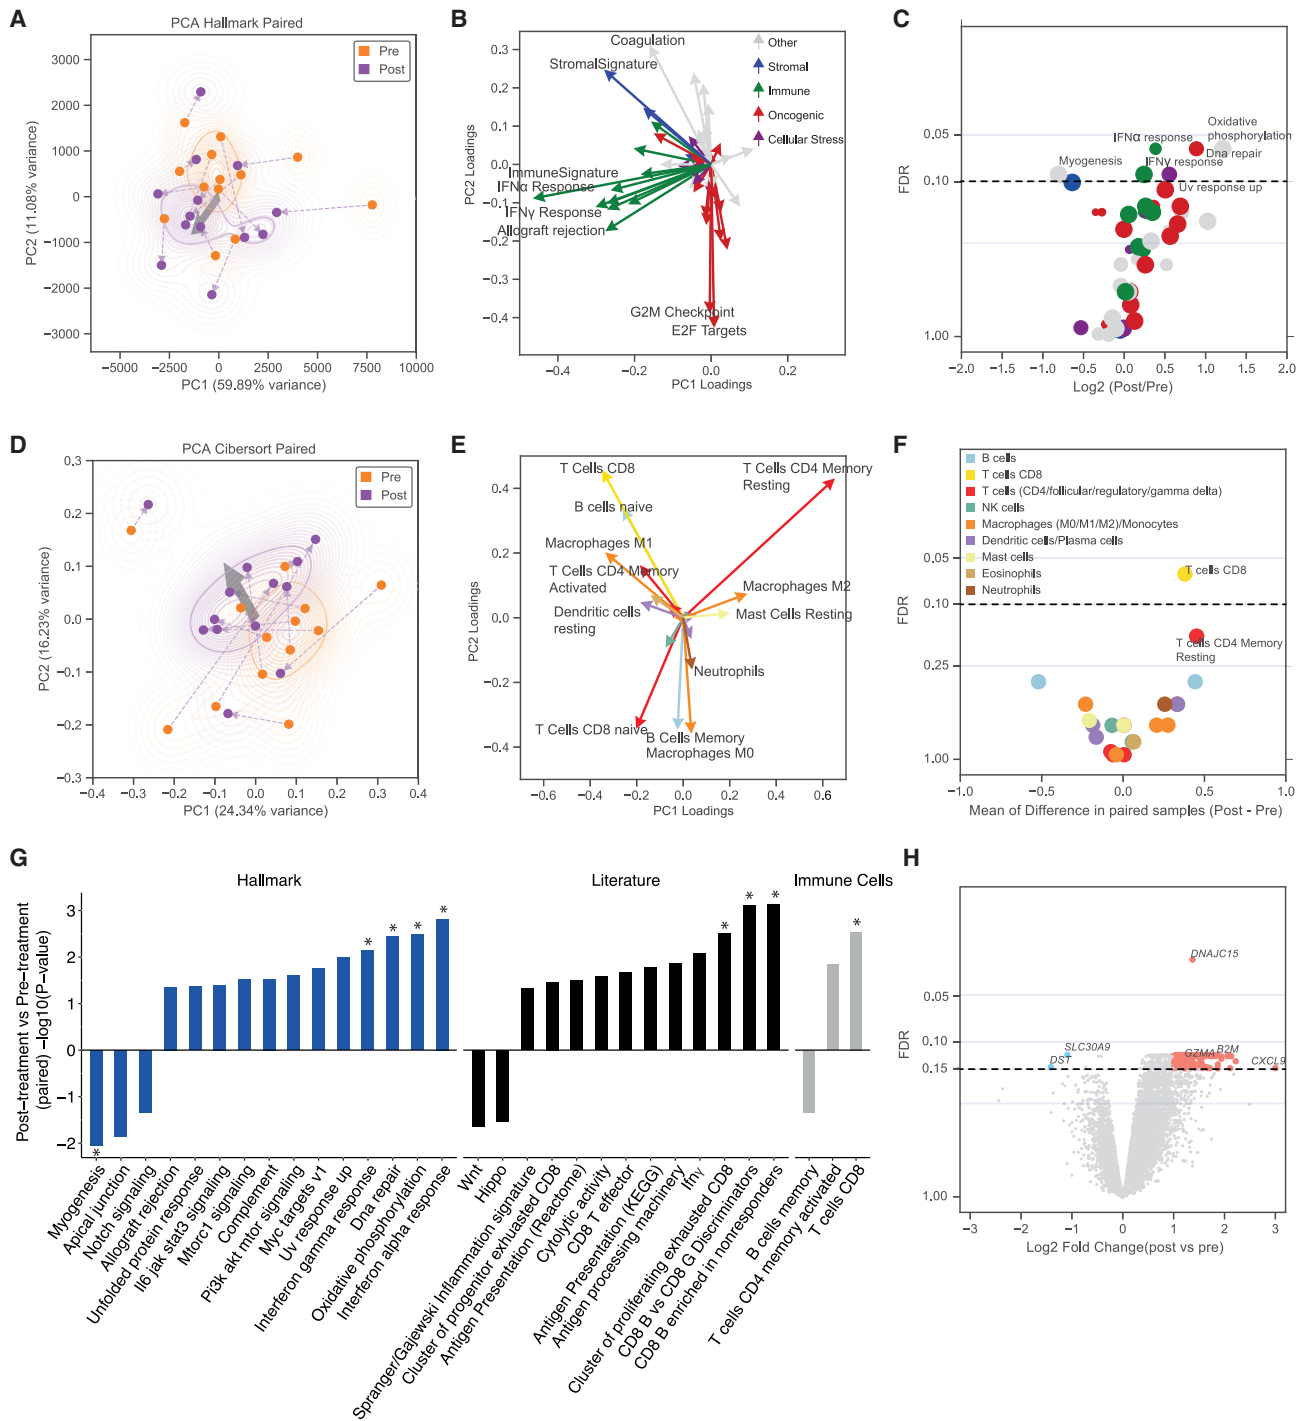 A
PCA Hallmark Paired
Pre
Post
3000
2000
1000
0
−1000
−2000
−3000
PC2 (11.08% variance)
−5000 −2500 0 2500 5000 7500 10000
PC1 (59.89% variance)
B
Coagulation
StromalSignature
ImmuneSignature
IFNα Response
IFNγ Response
Allograft rejection
G2M Checkpoint
E2F Targets
Other
Stromal
Immune
Oncogenic
Cellular Stress
0.3
0.2
0.1
0.0
−0.1
−0.2
−0.3
−0.4
PC2 Loadings
−0.4 −0.2 0.0 0.2
PC1 Loadings
C
0.05
0.10
1.00
FDR
Oxidative
phosphorylation
IFNα response
Dna repair
Myogenesis
IFNγ response
Uv response up
−2.0 −1.5 −1.0 −0.5 0.0 0.5 1.0 1.5 2.0
Log2 (Post/Pre)
D
PCA Cibersort Paired
Pre
Post
0.3
0.2
0.1
0.0
−0.1
−0.2
−0.3
PC2 (16.23% variance)
−0.4 −0.3 −0.2 −0.1 0.0 0.1 0.2 0.3 0.4
PC1 (24.34% variance)
E
T Cells CD8
T Cells CD4 Memory
Resting
B cells naive
Macrophages M1
T Cells CD4 Memory
Activated
Macrophages M2
Dendritic cells
resting
Mast Cells Resting
Neutrophils
T Cells CD8 naive
B Cells Memory
Macrophages M0
0.4
0.2
0.0
−0.2
−0.4
PC2 Loadings
−0.6 −0.4 −0.2 0.0 0.2 0.4 0.6
PC1 Loadings
F
B cells
T cells CD8
T cells (CD4/follicular/regulatory/gamma delta)
NK cells
Macrophages (M0/M1/M2)/Monocytes
Dendritic cells/Plasma cells
Mast cells
Eosinophils
Neutrophils
T cells CD8
T cells CD4 Memory
Resting
0.05
0.10
0.25
1.00
FDR
−1.0 −0.5 0.0 0.5 1.0
Mean of Difference in paired samples (Post - Pre)
G
Hallmark
Literature
Immune Cells
3
2
1
0
−1
−2
Post-treatment vs Pre-treatment
(paired) −log10(P−value)
* * * * * * * * *
Myogenesis
Apical junction
Notch signaling
Allograft rejection
Unfolded protein response
Il6 jak stat3 signaling
Mtorc1 signaling
Complement
Pi3k akt mtor signaling
Myc targets v1
Uv response up
Interferon gamma response
Dna repair
Oxidative phosphorylation
Interferon alpha response
Wnt
Hippo
Spranger/Gajewski Inflammation signature
Cluster of progenitor exhausted CD8
Antigen Presentation (Reactome)
Cytolytic activity
CD8 T effector
Antigen Presentation (KEGG)
Antigen processing machinery
Ifnγ
Cluster of proliferating exhausted CD8
CD8 B vs CD8 G Discriminators
CD8 B enriched in nonresponders
B cells memory
T cells CD4 memory activated
T cells CD8
H
DNAJC15
SLC30A9
DST
GZMA
B2M
CXCL9
0.05
0.10
0.15
1.00
FDR
−3 −2 −1 0 1 2 3
Log2 Fold Change(post vs pre)